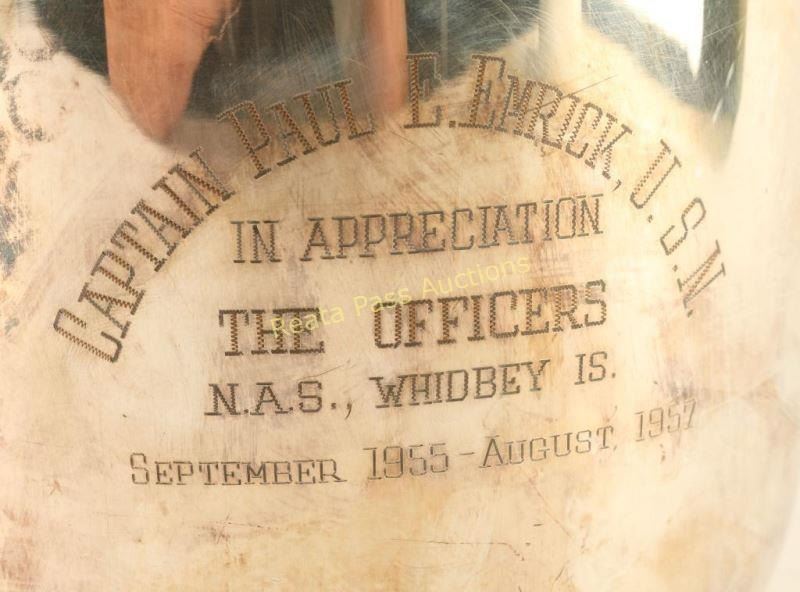 CAPTAIN PAUL E. EMRICK, U.S.N.
IN APPRECIATION
THE OFFICERS
Reata Pass Auctions
N.A.S., WHIDBEY IS.
SEPTEMBER 1955 - AUGUST, 1957